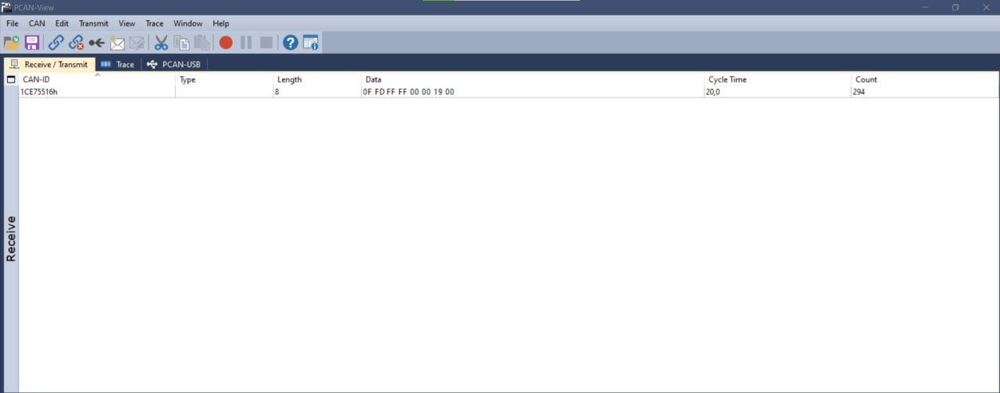 PCAN-View
File CAN Edit Transmit View Trace Window Help
Receive / Transmit Trace PCAN-USB
CAN-ID Type Length Data Cycle Time Count
1CE75516h 8 0F FD FF FF 00 00 19 00 20,0 294
Receive